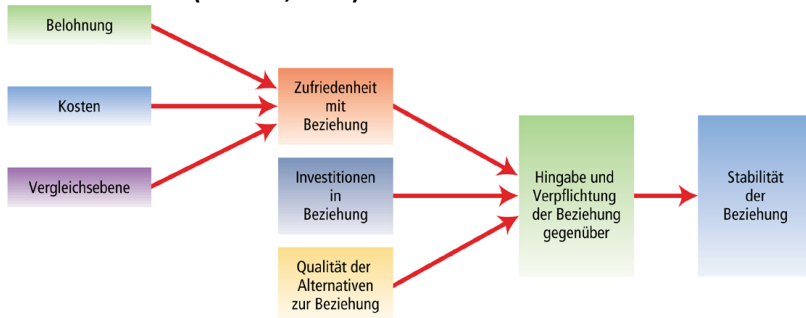 Belohnung
Kosten
Vergleichsebene
Zufriedenheit
mit
Beziehung
Investitionen
in
Beziehung
Qualität der
Alternativen
zur Beziehung
Hingabe und
Verpflichtung
der Beziehung
gegenüber
Stabilität
der
Beziehung